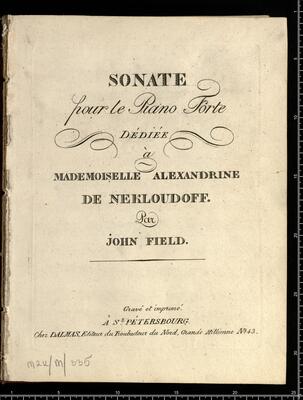 SONATE
pour le Piano Forte
DÉDIÉE
à
MADEMOISELLE ALEXANDRINE
DE NEKLOUDOFF.
Par
JOHN FIELD.
Gravé et imprimé
À St. PÉTERSBOURG.
Chez DALMAS, Editeur du Troubadour du Nord, Grande Millionne No. 43.